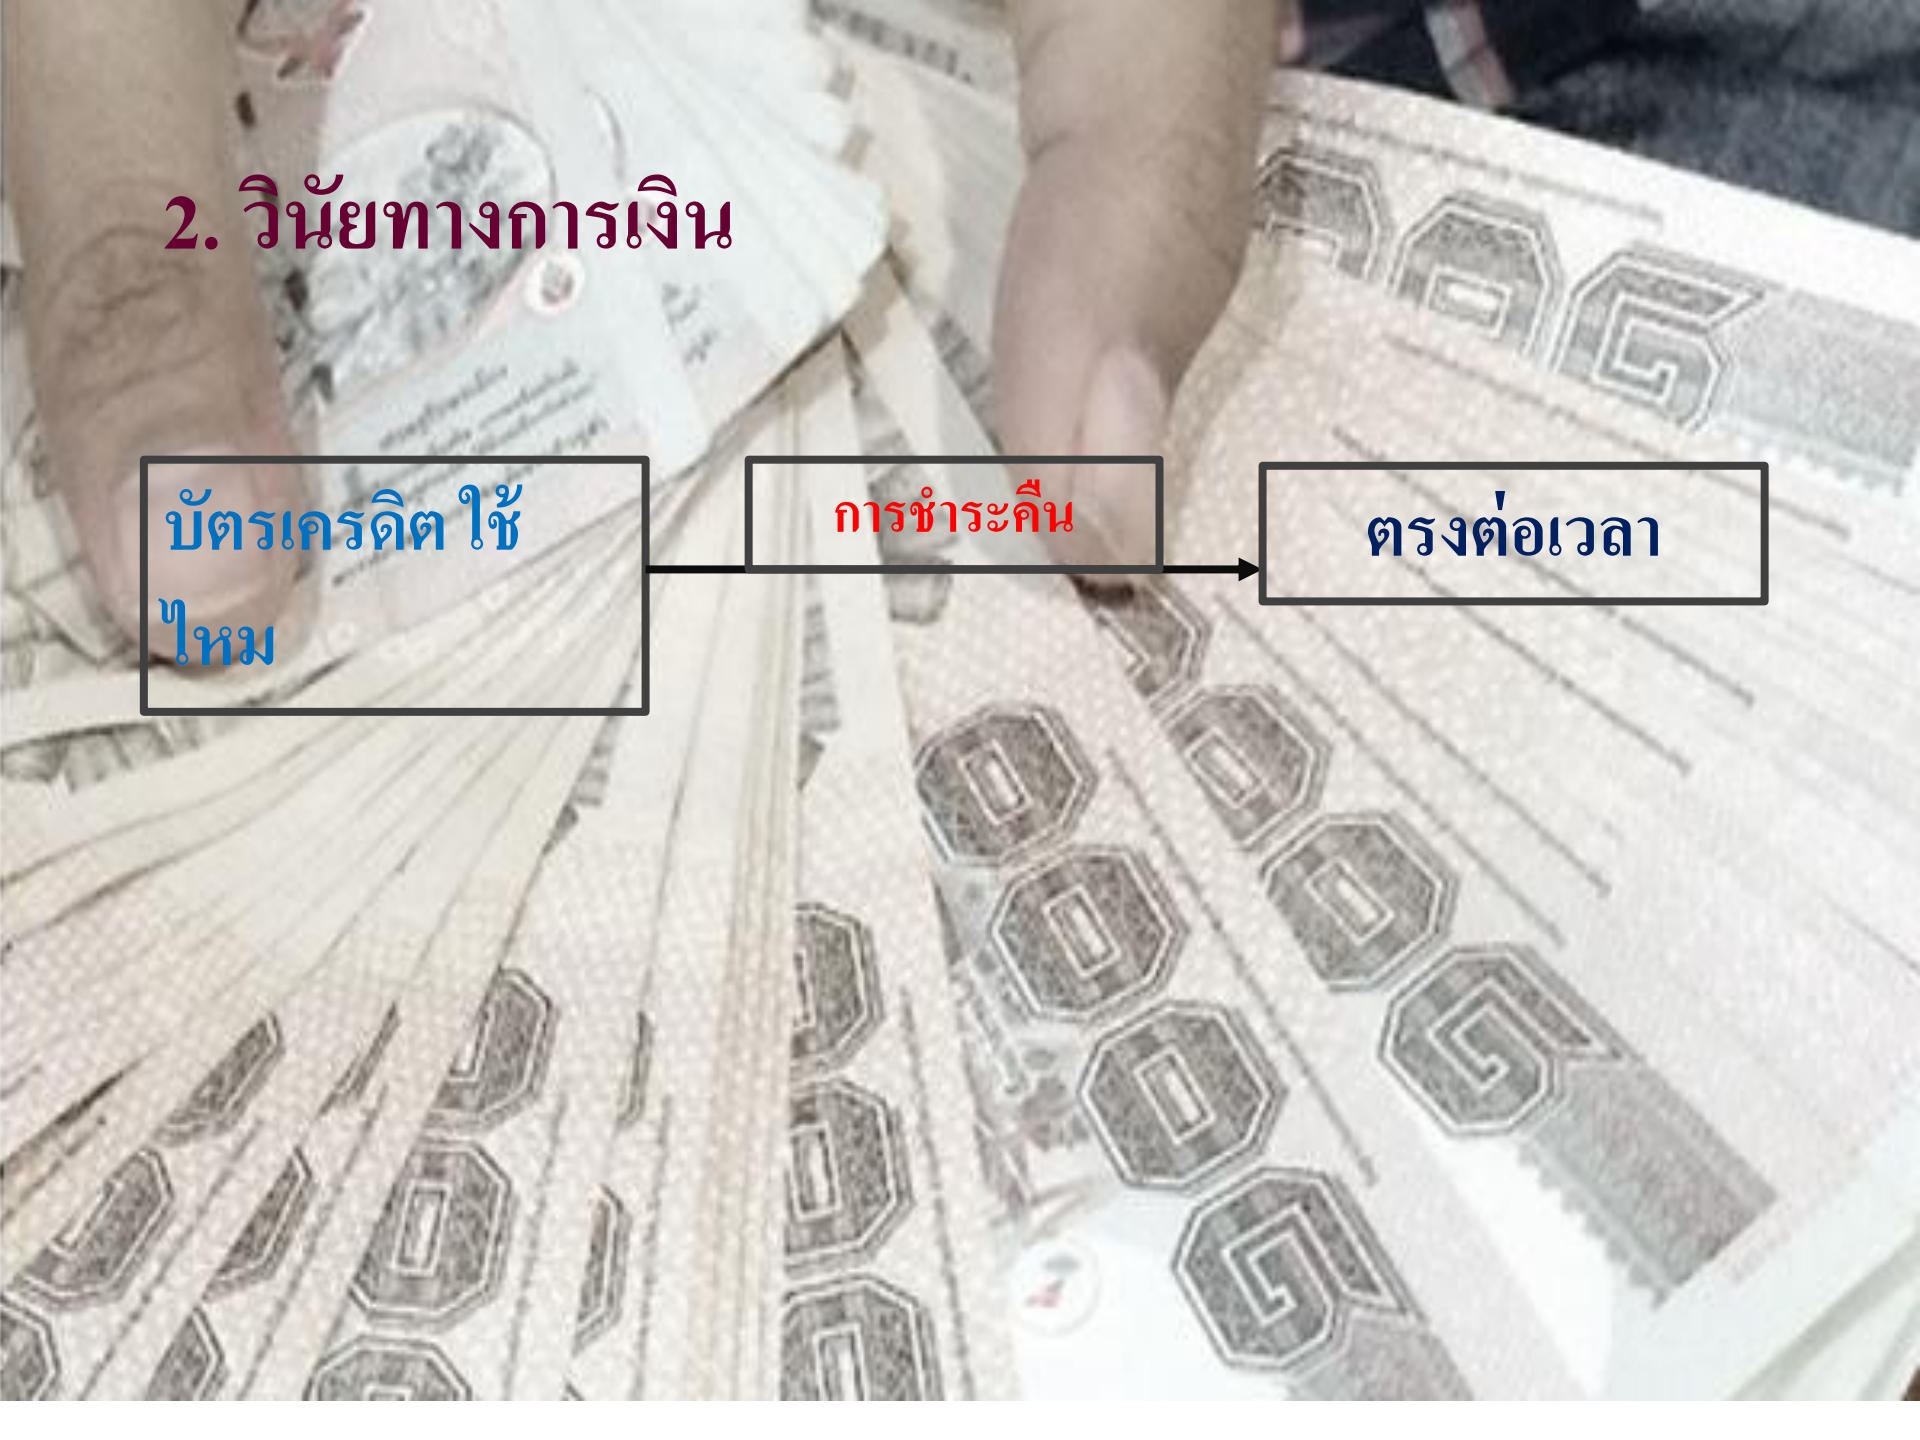 2. วินัยทางการเงิน
บัตรเครดิต ใช้
ไหม
การชำระคืน
ตรงต่อเวลา